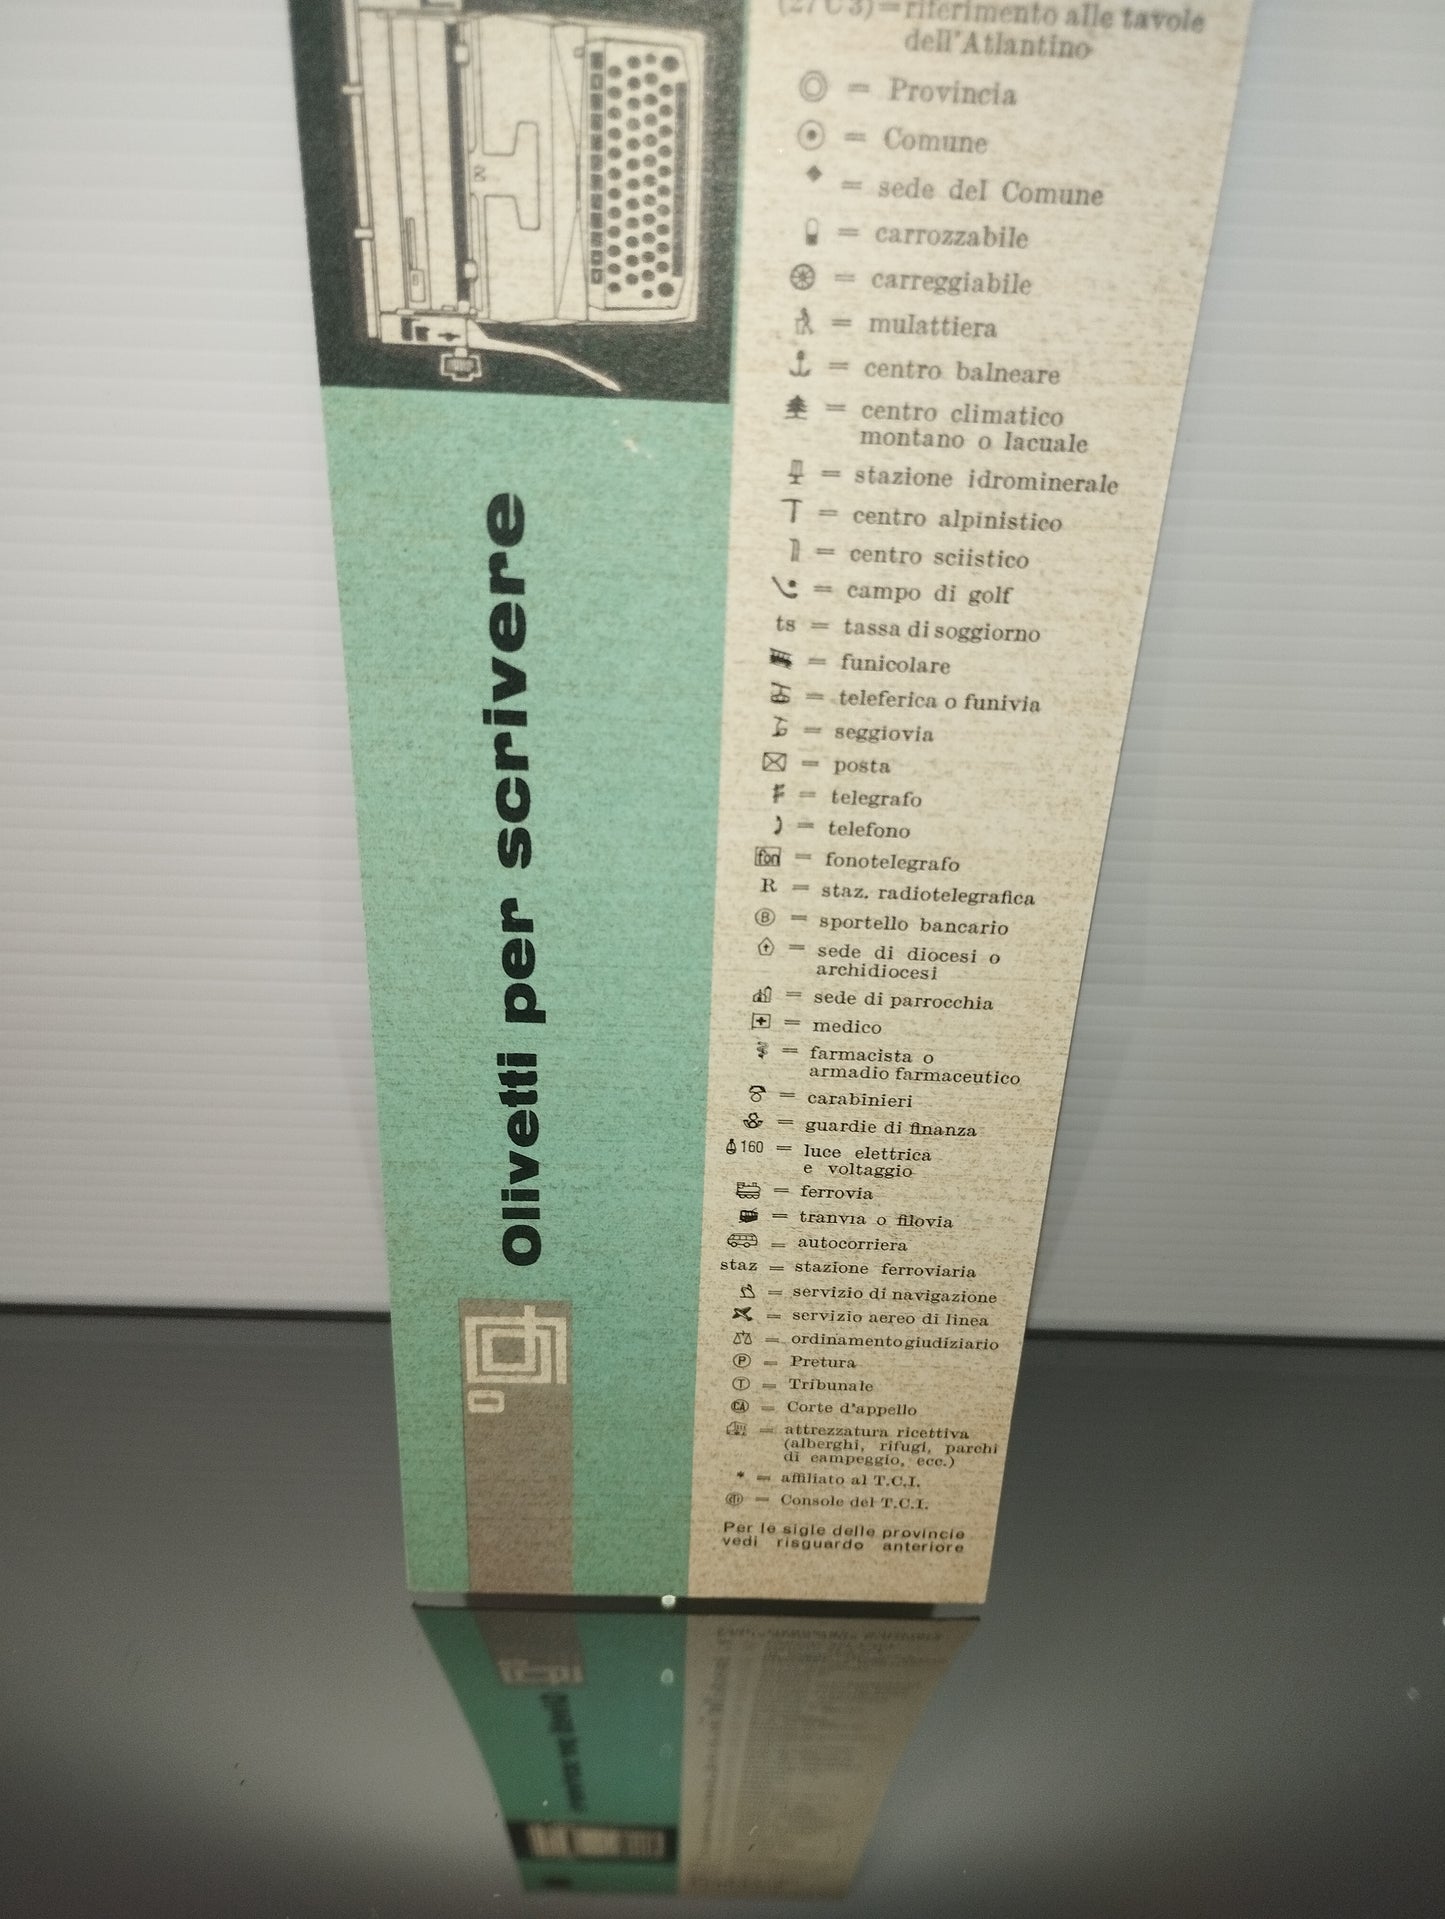 Olivetti per scrivere
(27 C 3) = riferimento alle tavole
dell'Atlantino
= Provincia
= Comune
= sede del Comune
= carrozzabile
= carreggiabile
= mulattiera
= centro balneare
= centro climatico
montano o lacuale
= stazione idrominerale
= centro alpinistico
= centro sciistico
= campo di golf
ts = tassa di soggiorno
= funicolare
= teleferica o funivia
= seggiovia
= posta
= telegrafo
= telefono
fon = fonotelegrafo
R = staz. radiotelegrafica
B = sportello bancario
= sede di diocesi o
archidiocesi
= sede di parrocchia
= medico
= farmacista o
armadio farmaceutico
= carabinieri
= guardie di finanza
160 = luce elettrica
e voltaggio
= ferrovia
= tranvia o filovia
= autocorriera
staz = stazione ferroviaria
= servizio di navigazione
= servizio aereo di linea
= ordinamento giudiziario
P = Pretura
T = Tribunale
CA = Corte d'appello
= attrezzatura ricettiva
(alberghi, rifugi, parchi
di campeggio, ecc.)
* = affiliato al T.C.I.
= Console del T.C.I.
Per le sigle delle provincie
vedi risguardo anteriore